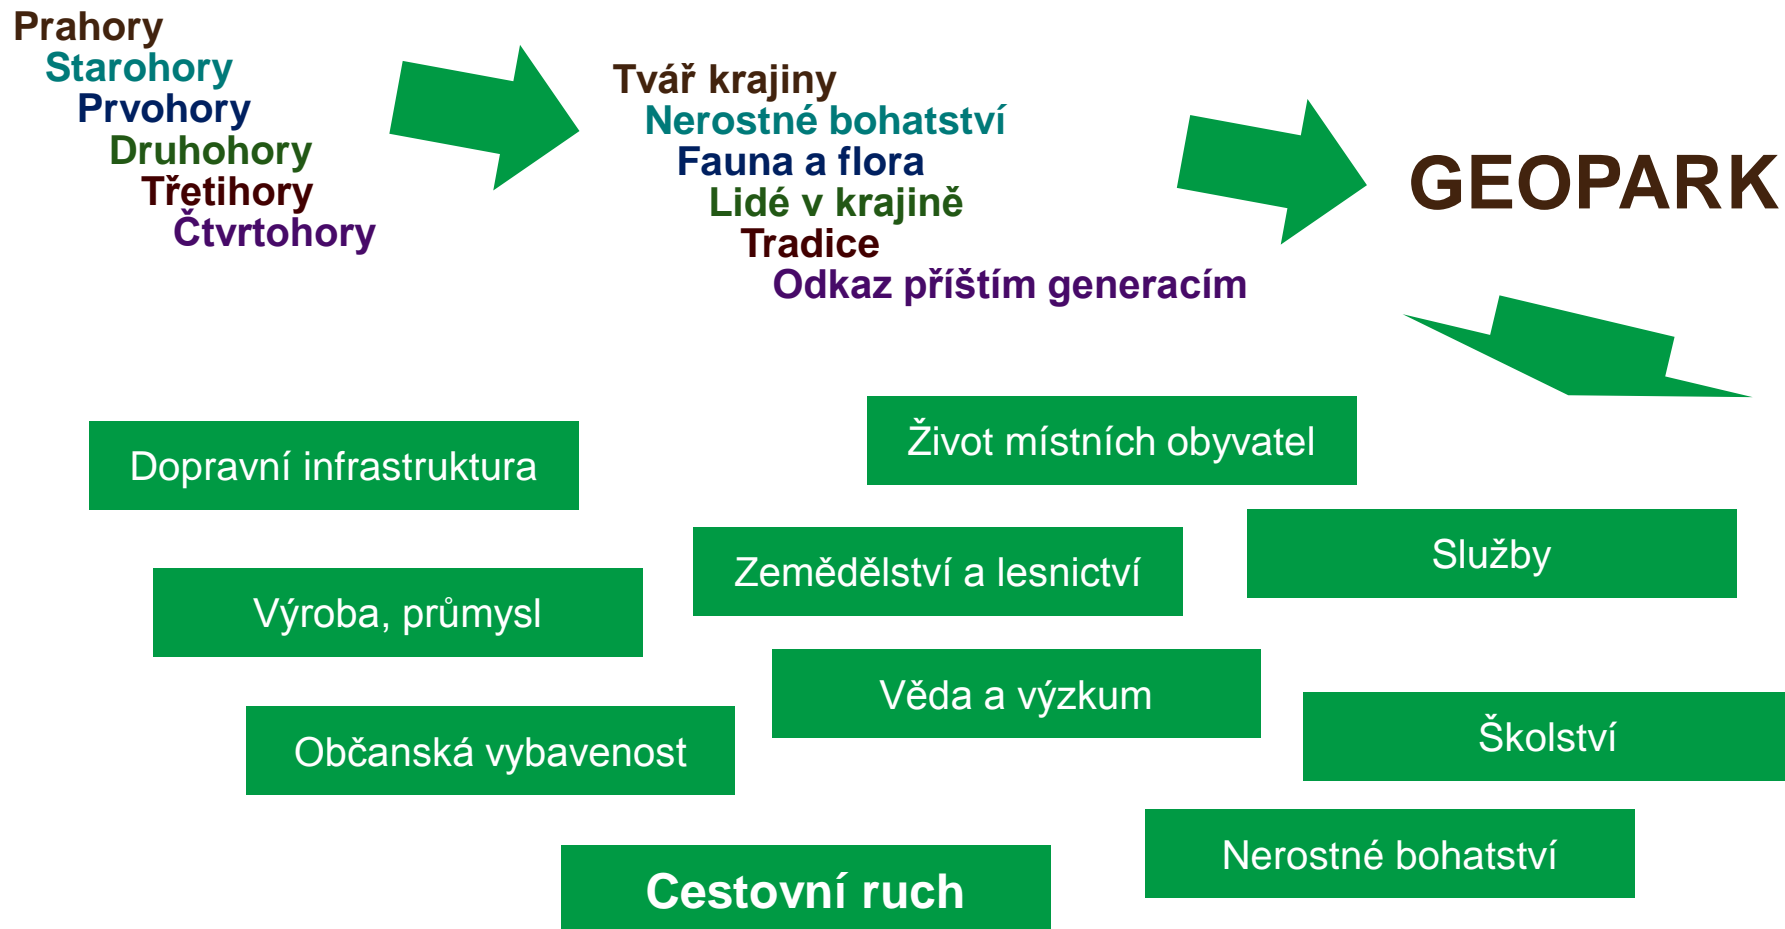 Prahory
Starohory
Prvohory
Druhohory
Třetihory
Čtvrtohory
Tvář krajiny
Nerostné bohatství
Fauna a flora
Lidé v krajině
Tradice
Odkaz příštím generacím
GEOPARK
Dopravní infrastruktura
Život místních obyvatel
Zemědělství a lesnictví
Služby
Výroba, průmysl
Věda a výzkum
Občanská vybavenost
Školství
Nerostné bohatství
Cestovní ruch